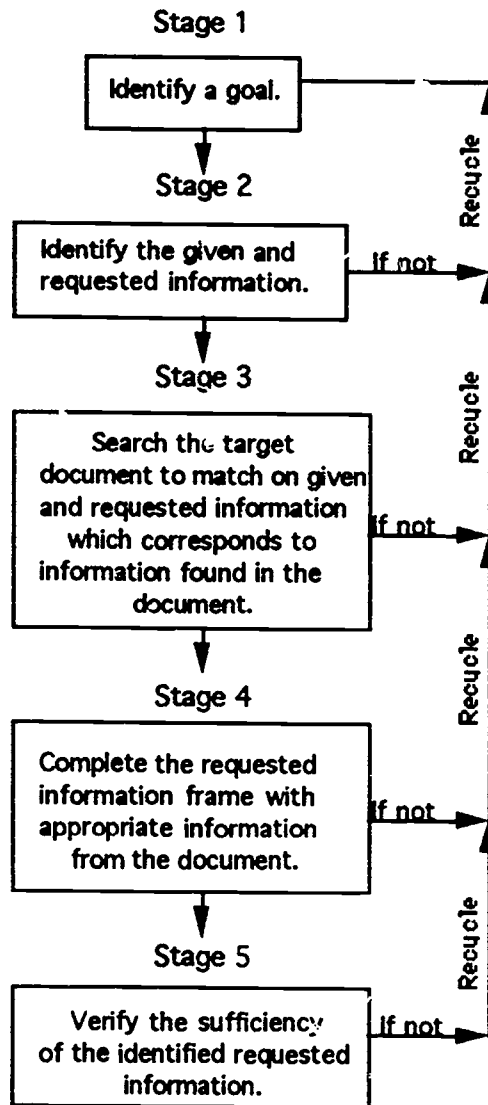 Stage 1
Identify a goal.
Recycle
Stage 2
Identify the given and
requested information.
if not
Stage 3
Recycle
Search the target
document to match on given
and requested information
which corresponds to
information found in the
document.
if not
Recycle
Stage 4
Complete the requested
information frame with
appropriate information
from the document.
if not
Recycle
Stage 5
Verify the sufficiency
of the identified requested
information.
if not